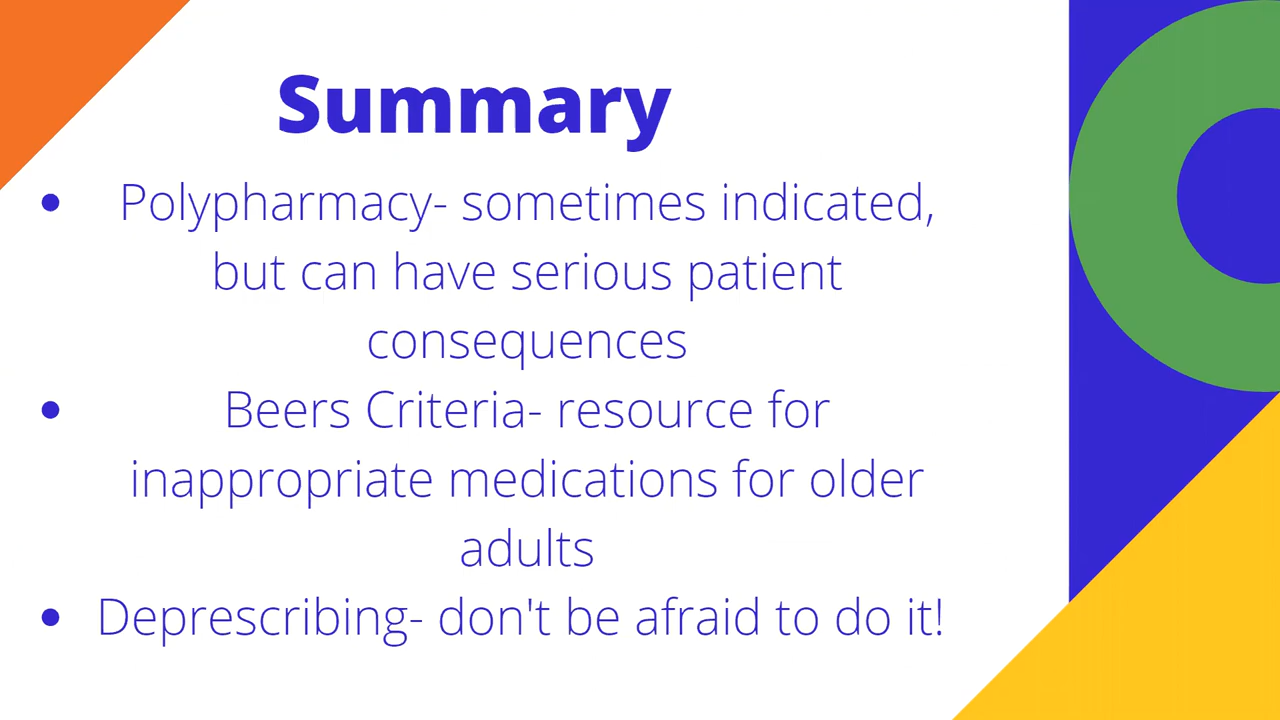 Summary
• Polypharmacy- sometimes indicated,
but can have serious patient
consequences
• Beers Criteria- resource for
inappropriate medications for older
adults
• Deprescribing- don't be afraid to do it!